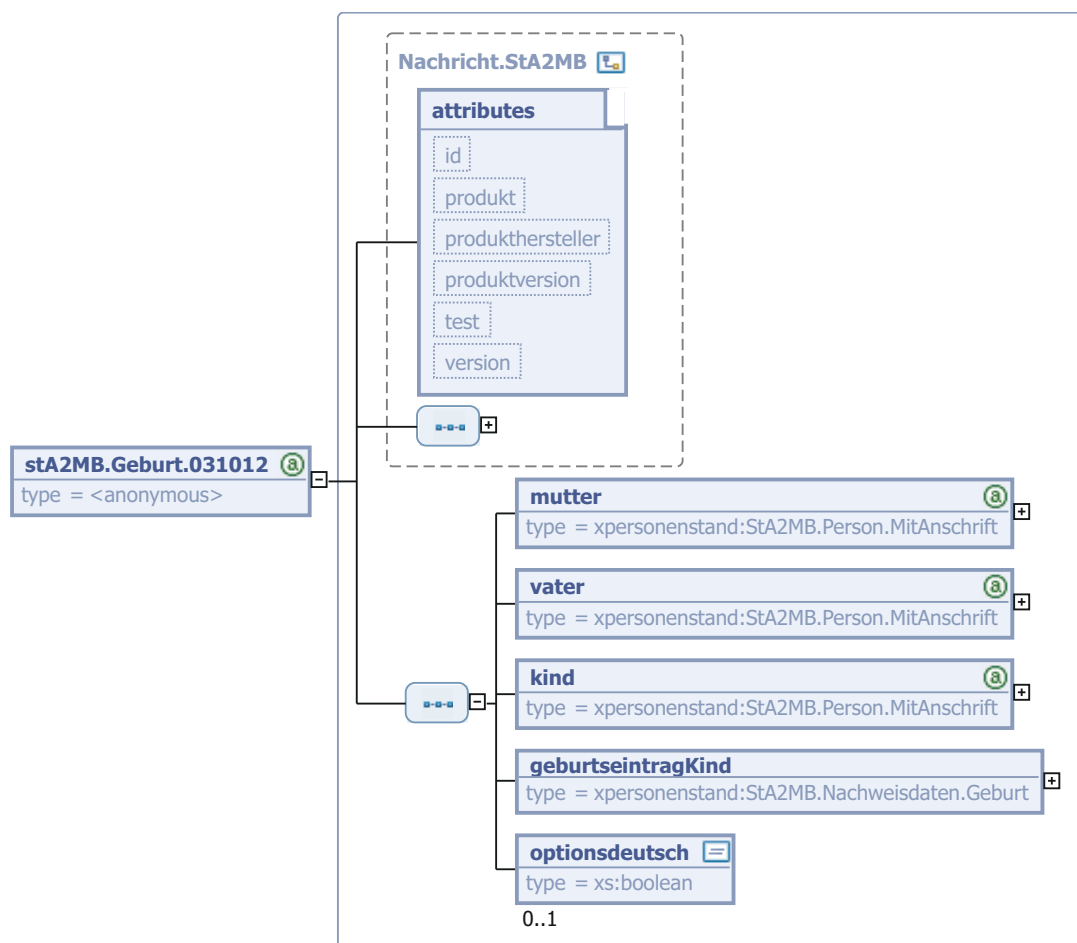 Nachricht.StA2MB
attributes
id
produkt
produkthersteller
produktversion
test
version
stA2MB.Geburt.031012
type = <anonymous>
mutter
type = xpersonenstand:StA2MB.Person.MitAnschrift
vater
type = xpersonenstand:StA2MB.Person.MitAnschrift
kind
type = xpersonenstand:StA2MB.Person.MitAnschrift
geburtseintragKind
type = xpersonenstand:StA2MB.Nachweisdaten.Geburt
optionsdeutsch
type = xs:boolean
0..1